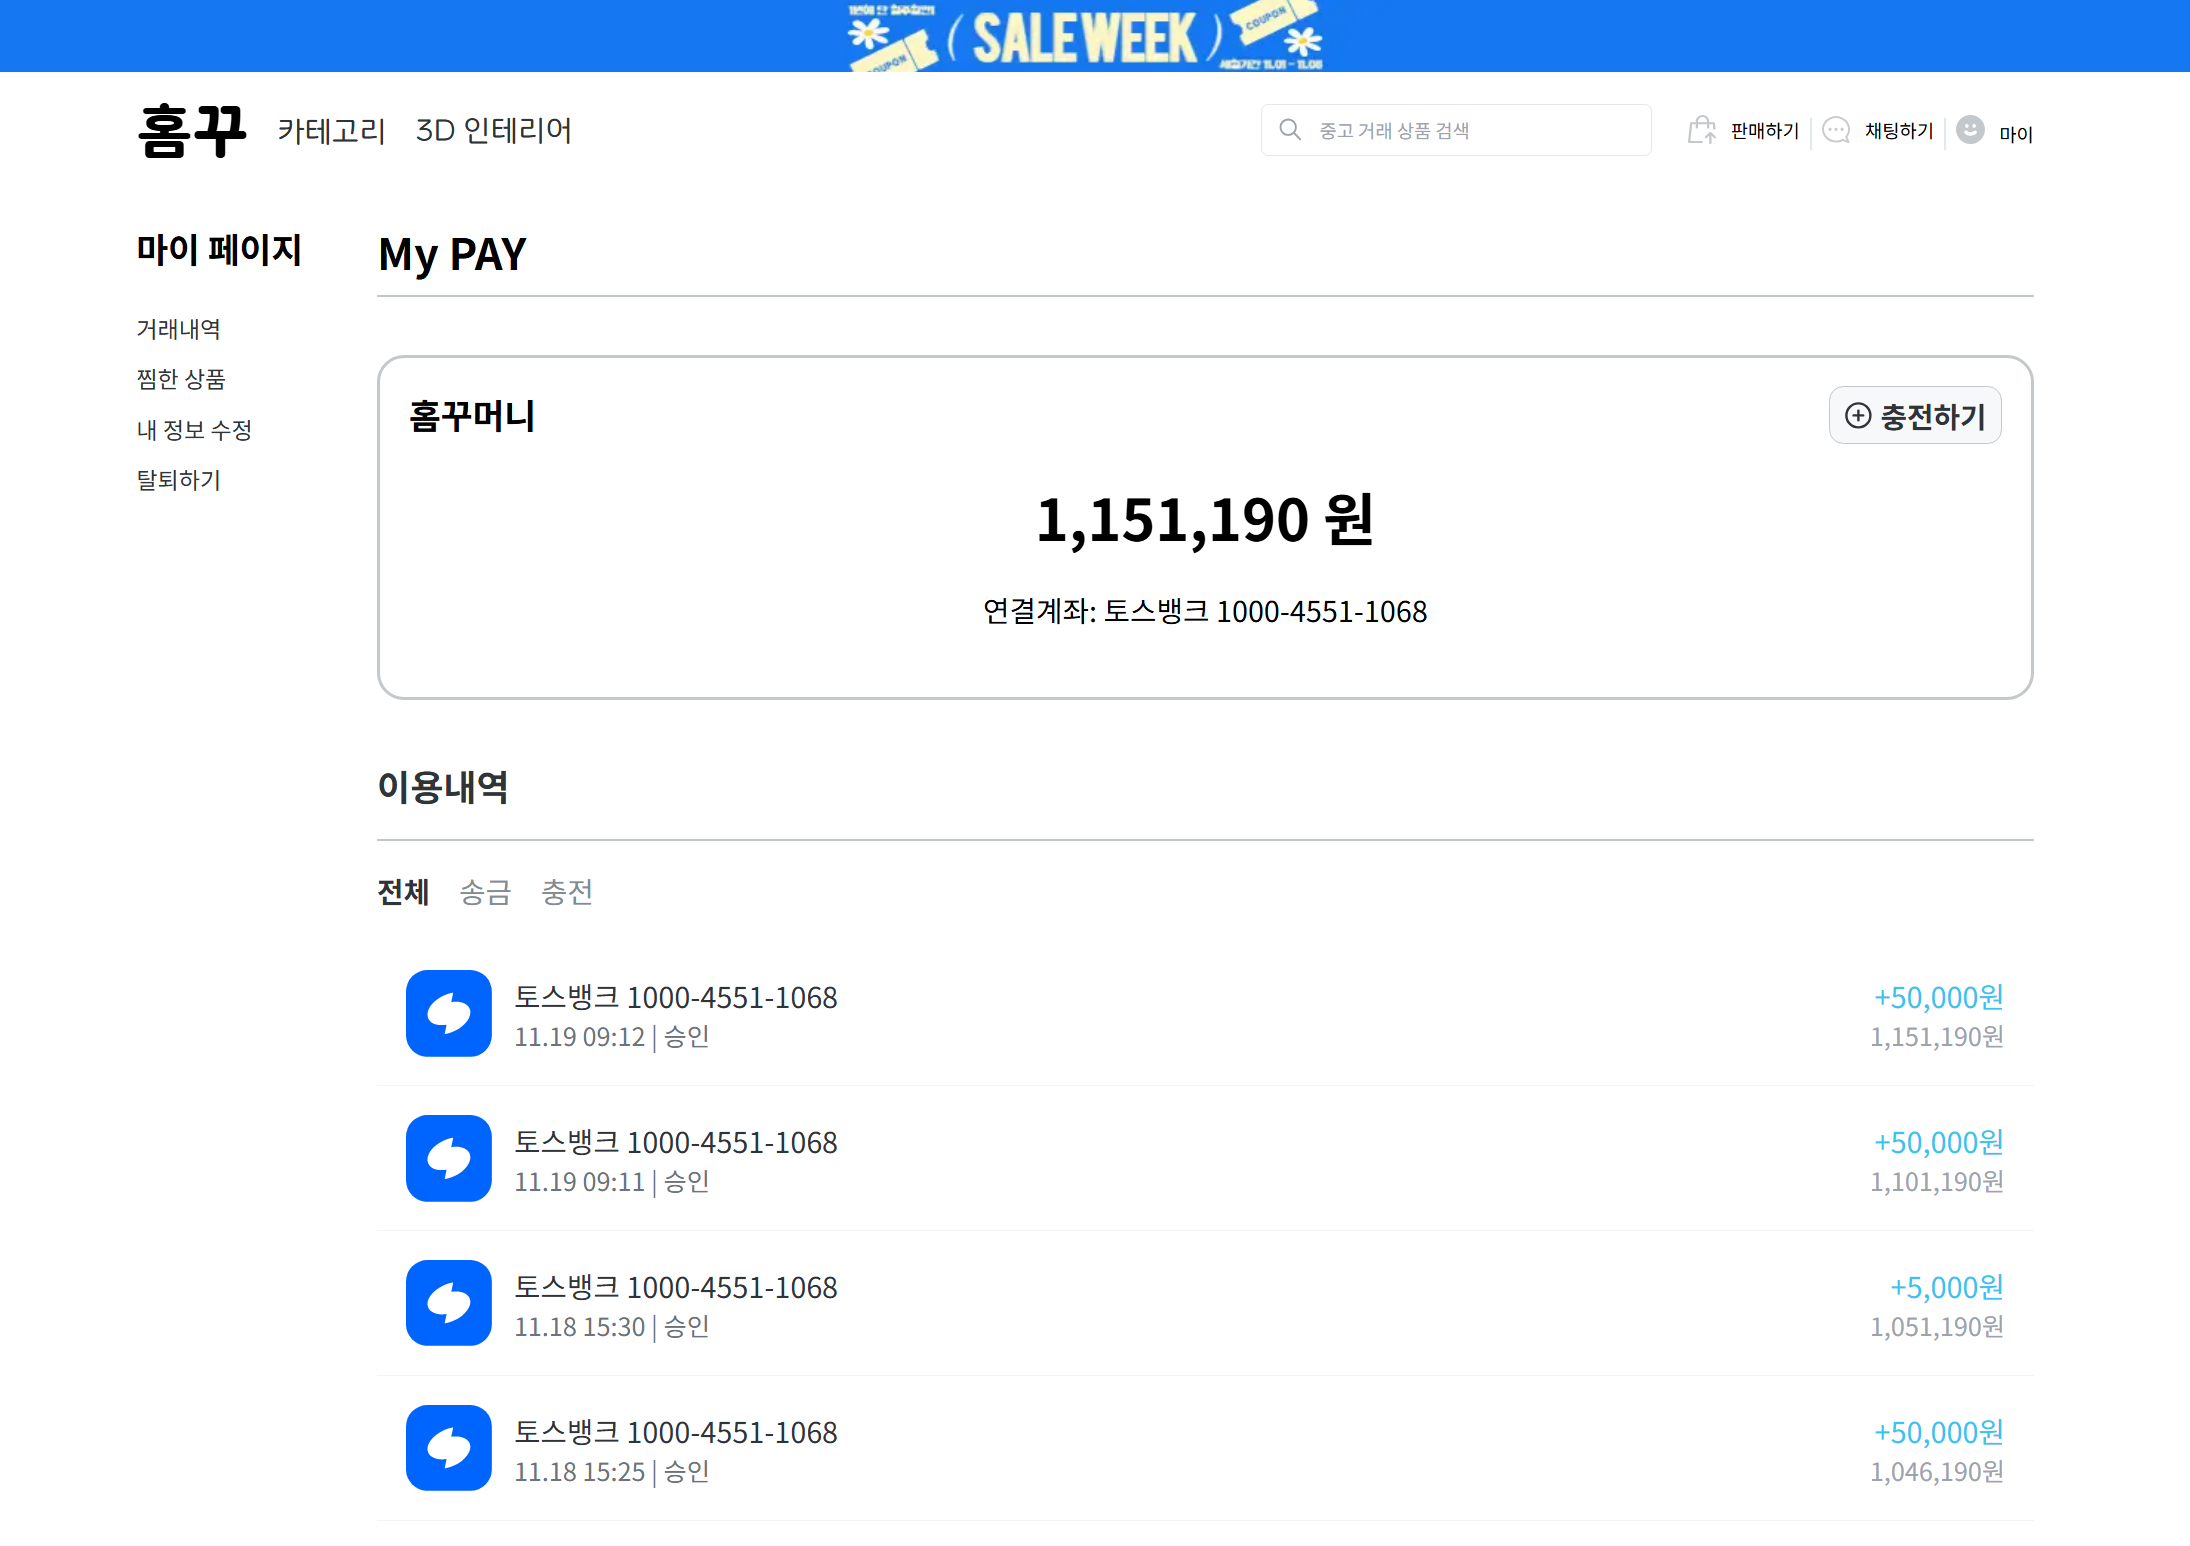 SALE WEEK
COUPON
COUPON
홈꾸 카테고리 3D 인테리어
중고 거래 상품 검색
판매하기 채팅하기 마이
마이 페이지
거래내역
찜한 상품
내 정보 수정
탈퇴하기
My PAY
홈꾸머니
충전하기
1,151,190 원
연결계좌: 토스뱅크 1000-4551-1068
이용내역
전체 송금 충전
토스뱅크 1000-4551-1068 +50,000원
11.19 09:12 | 승인 1,151,190원
토스뱅크 1000-4551-1068 +50,000원
11.19 09:11 | 승인 1,101,190원
토스뱅크 1000-4551-1068 +5,000원
11.18 15:30 | 승인 1,051,190원
토스뱅크 1000-4551-1068 +50,000원
11.18 15:25 | 승인 1,046,190원